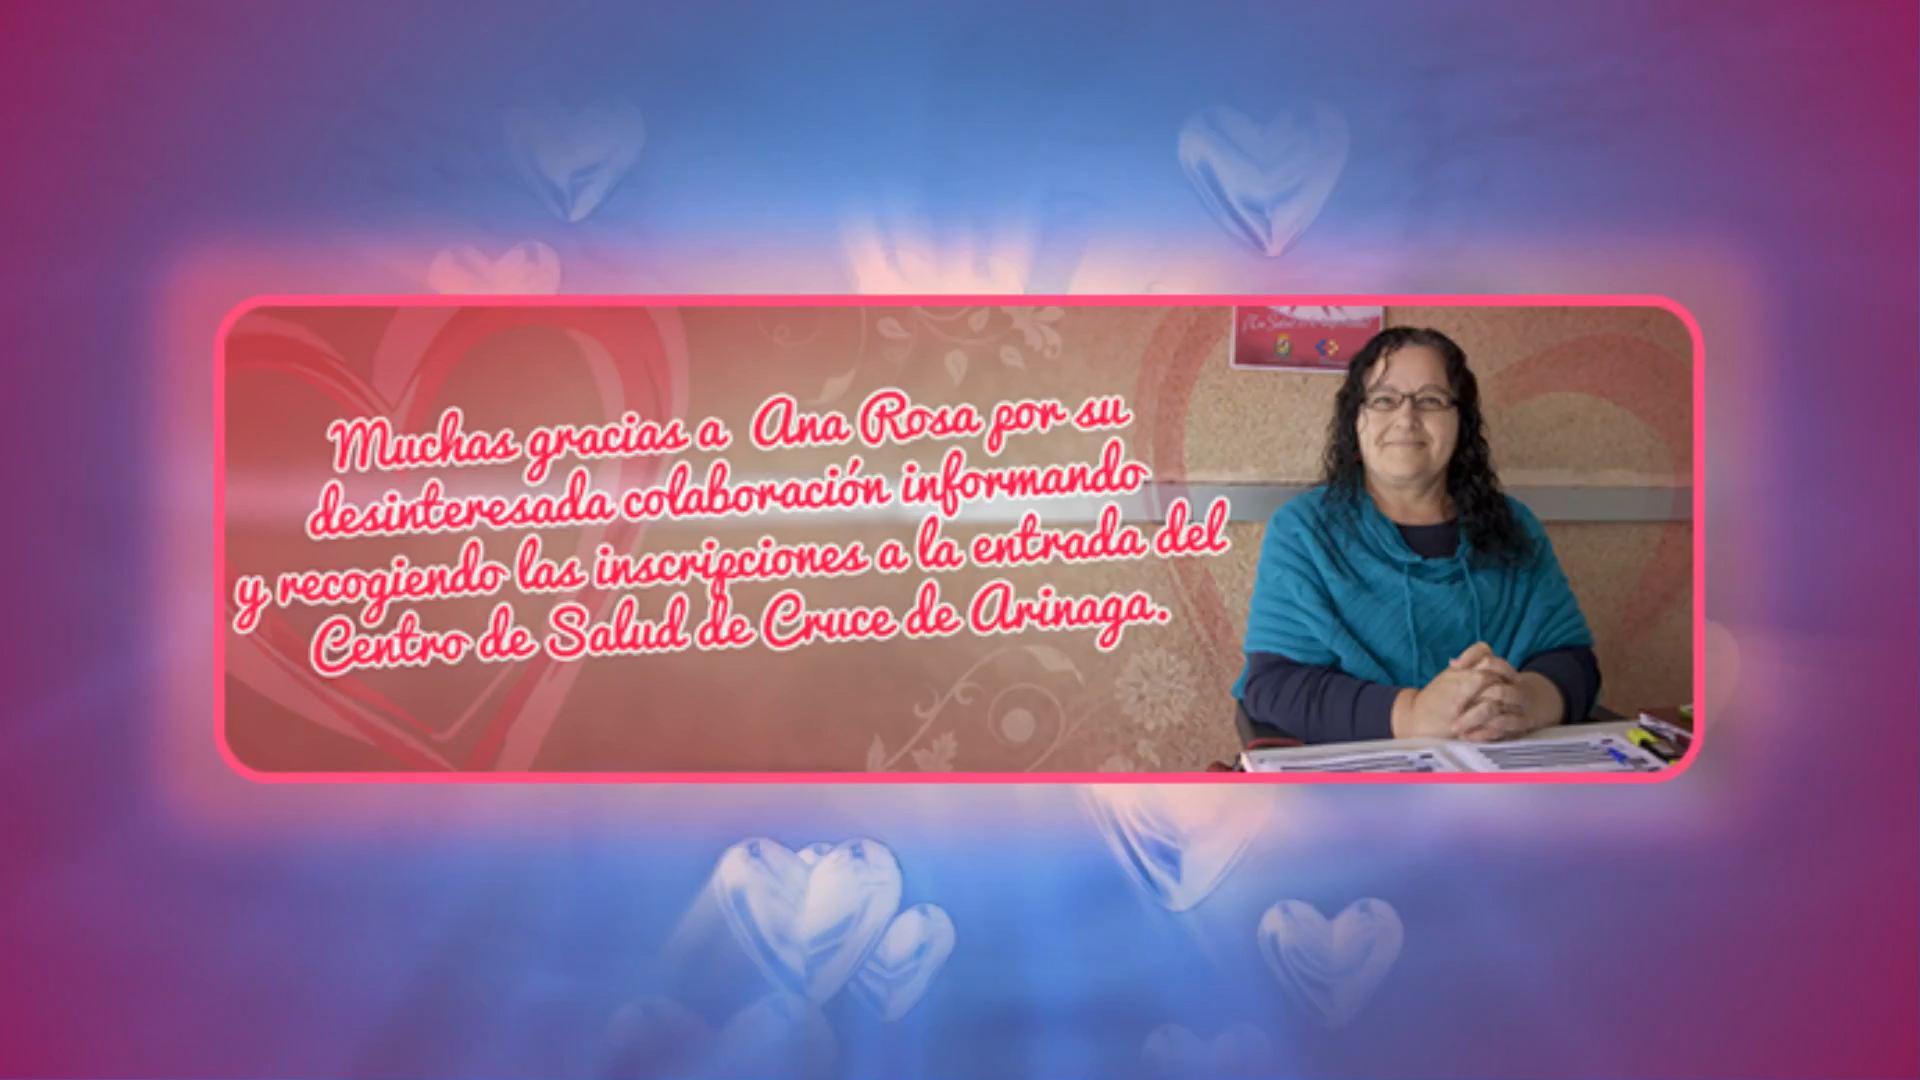 Muchas gracias a Ana Rosa por su
desinteresada colaboración informando
y recogiendo las inscripciones a la entrada del
Centro de Salud de Cruce de Arinaga.